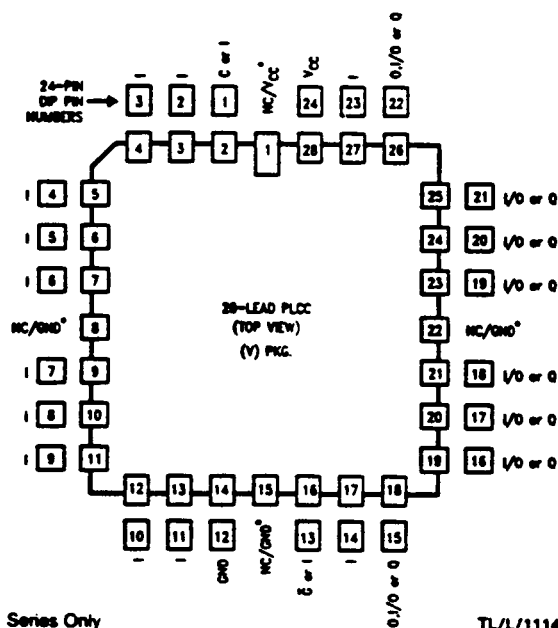 C or I
NC/VCC*
VCC
I
O,I/O or Q
I
I
24-PIN
DIP PIN
NUMBERS
3 2 1 24 23 22
4 3 2 1 28 27 26
I 4 5 25 21 I/O or Q
I 5 6 24 20 I/O or Q
I 6 7 23 19 I/O or Q
NC/GND* 8 22 NC/GND*
28-LEAD PLCC
(TOP VIEW)
(V) PKG.
I 7 9 21 18 I/O or Q
I 8 10 20 17 I/O or Q
I 9 11 19 16 I/O or Q
12 13 14 15 16 17 18
10 11 12 13 14 15
I
I
GND
NC/GND*
I
O,I/O or Q
Series Only
TL/L/1114